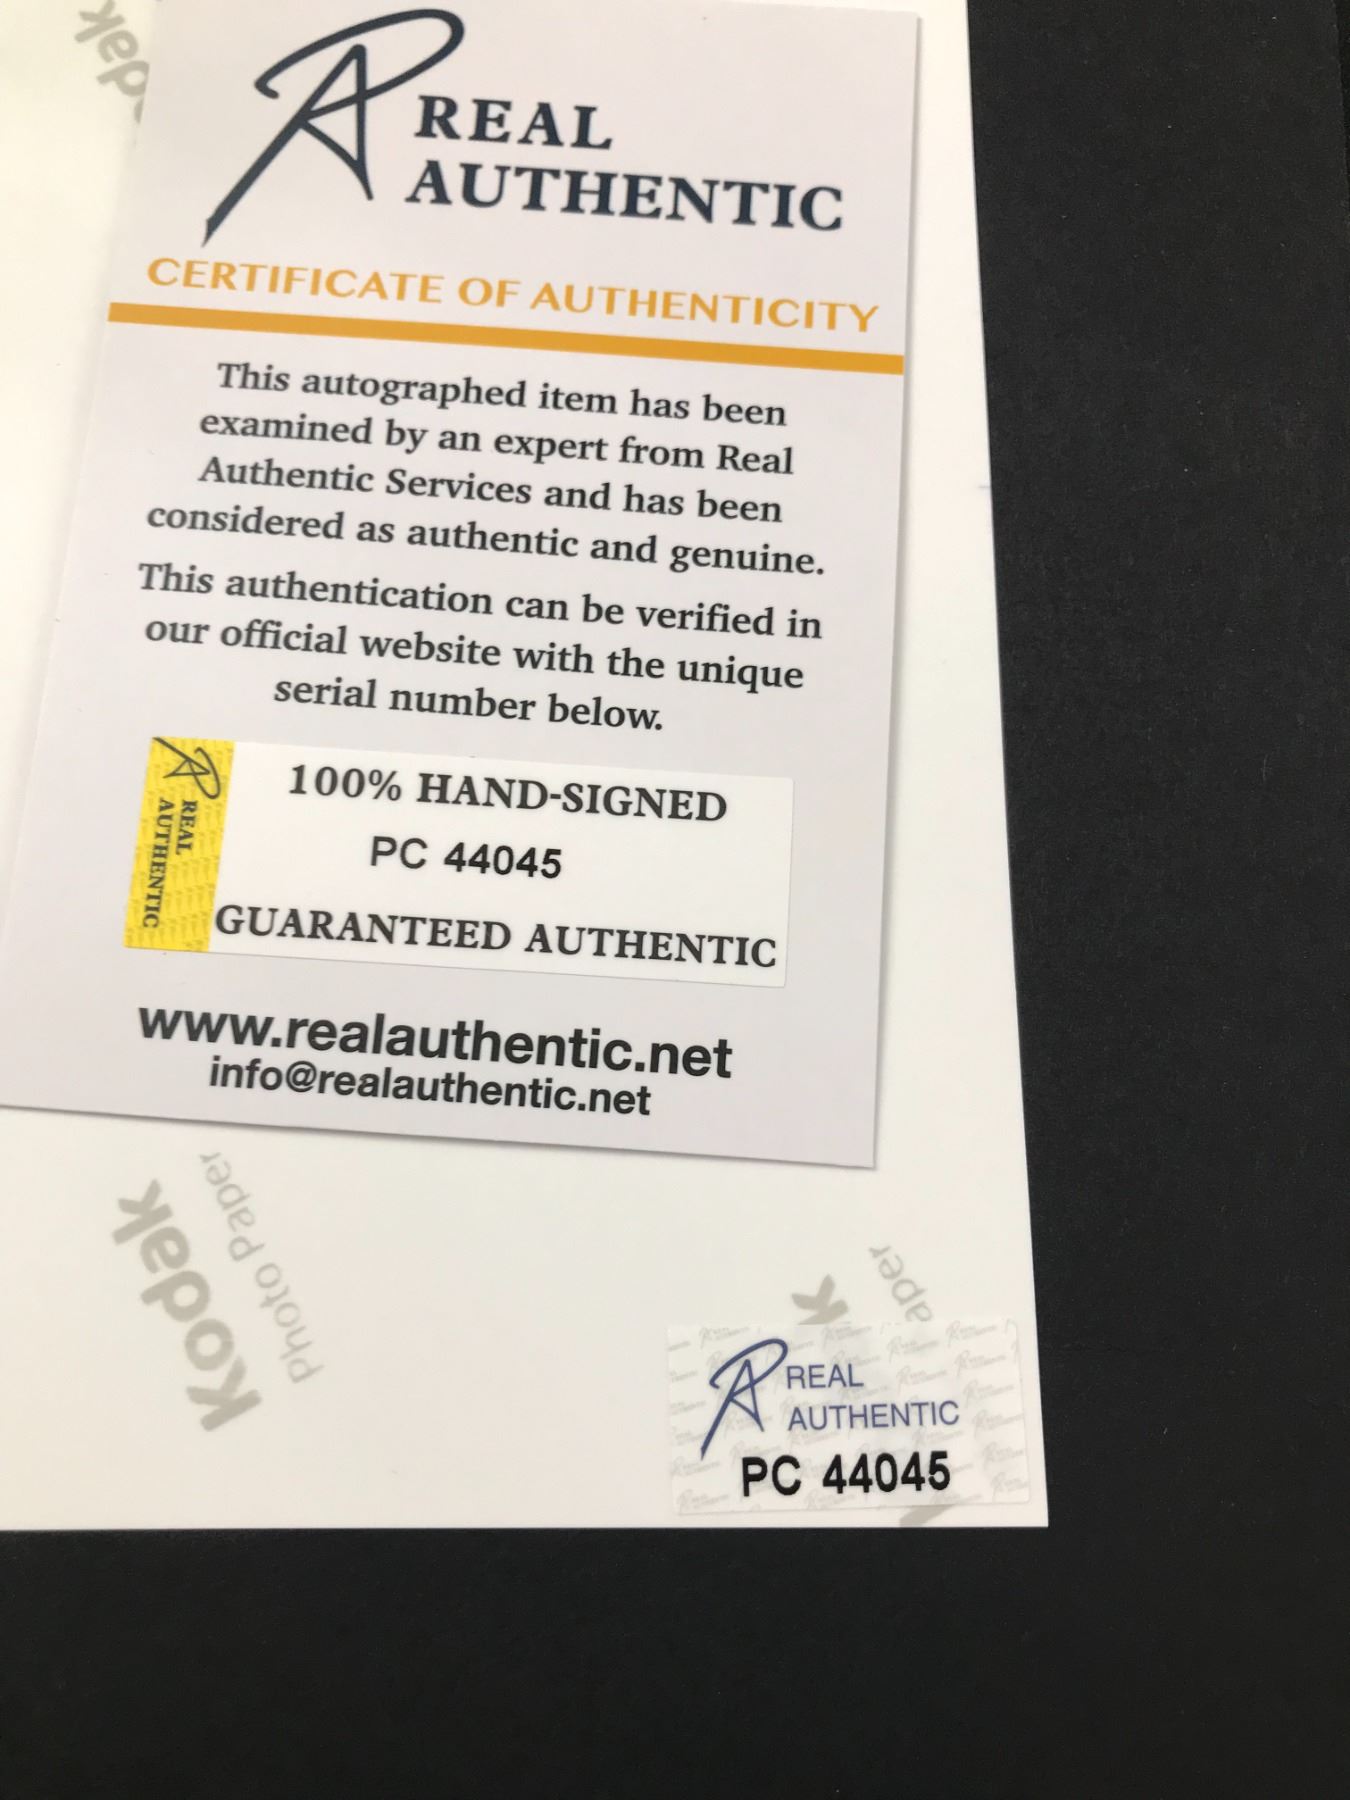 Kodak
REAL
AUTHENTIC
CERTIFICATE OF AUTHENTICITY
This autographed item has been
examined by an expert from Real
Authentic Services and has been
considered as authentic and genuine.
This authentication can be verified in
our official website with the unique
serial number below.
REAL
AUTHENTIC
100% HAND-SIGNED
PC 44045
GUARANTEED AUTHENTIC
www.realauthentic.net
info@realauthentic.net
Kodak
Photo Paper
k
aper
REAL
AUTHENTIC
PC 44045